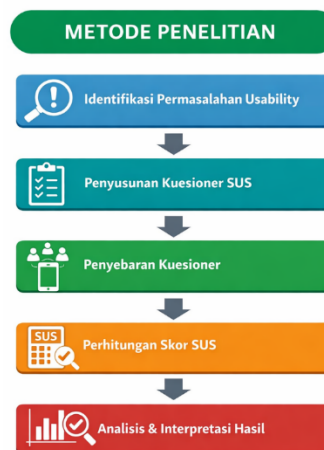 METODE PENELITIAN
Identifikasi Permasalahan Usability
Penyusunan Kuesioner SUS
Penyebaran Kuesioner
SUS
Perhitungan Skor SUS
Analisis & Interpretasi Hasil